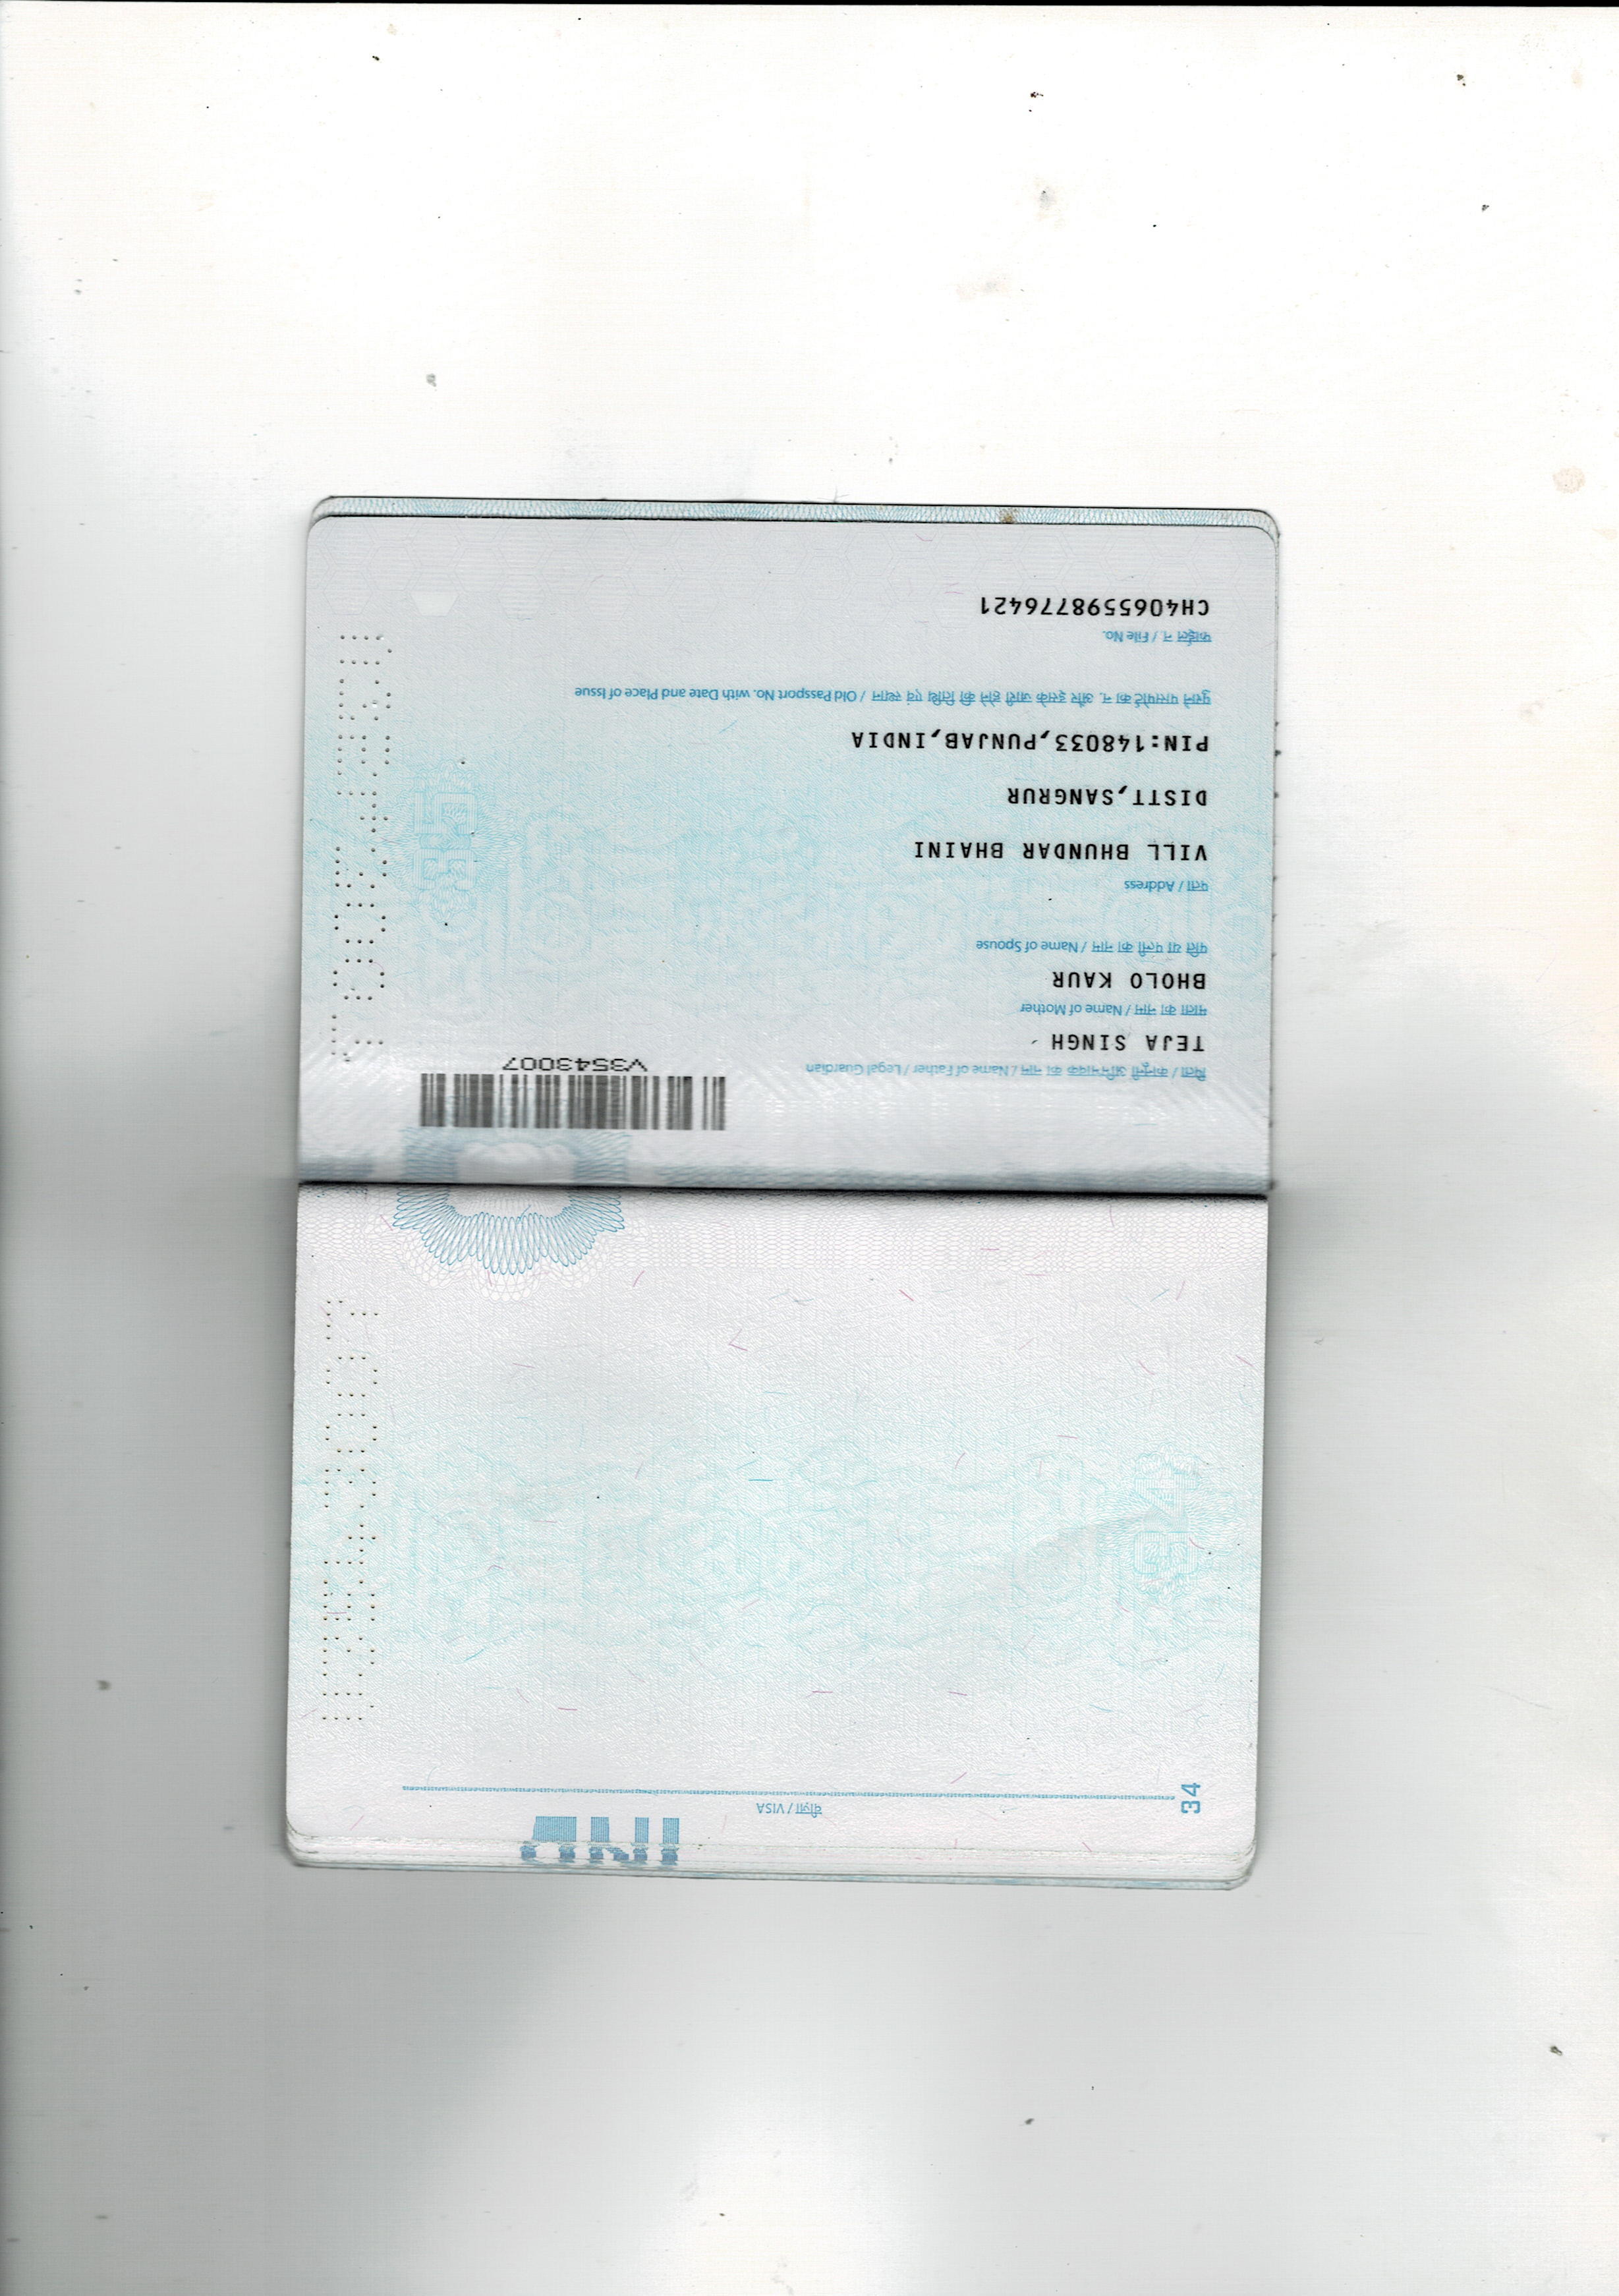 IND
34
वीज़ा / VISA
V3543007
पिता / कानूनी अभिभावक का नाम / Name of Father / Legal Guardian
TEJA SINGH
माता का नाम / Name of Mother
BHOLO KAUR
पति या पत्नी का नाम / Name of Spouse
पता / Address
VILL BHUNDAR BHAINI
DISTT,SANGRUR
PIN:148033,PUNJAB,INDIA
पुराने पासपोर्ट का न. और इसके जारी होने की तिथि एवं स्थान / Old Passport No. with Date and Place of Issue
फाईल न. / File No.
CH4065598776421